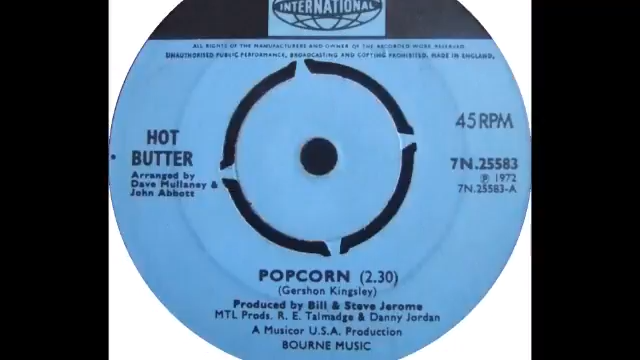 INTERNATIONAL
ALL RIGHTS OF THE MANUFACTURERS AND OWNER OF THE RECORDED WORK RESERVED
UNAUTHORISED PUBLIC PERFORMANCE, BROADCASTING AND COPYING PROHIBITED. MADE IN ENGLAND.
45 RPM
HOT
BUTTER
Arranged by
Dave Mullaney &
John Abbott
7N.25583
℗ 1972
7N.25583-A
POPCORN (2.30)
(Gershon Kingsley)
Produced by Bill & Steve Jerome
MTL Prods. R. E. Talmadge & Danny Jordan
A Musicor U.S.A. Production
BOURNE MUSIC